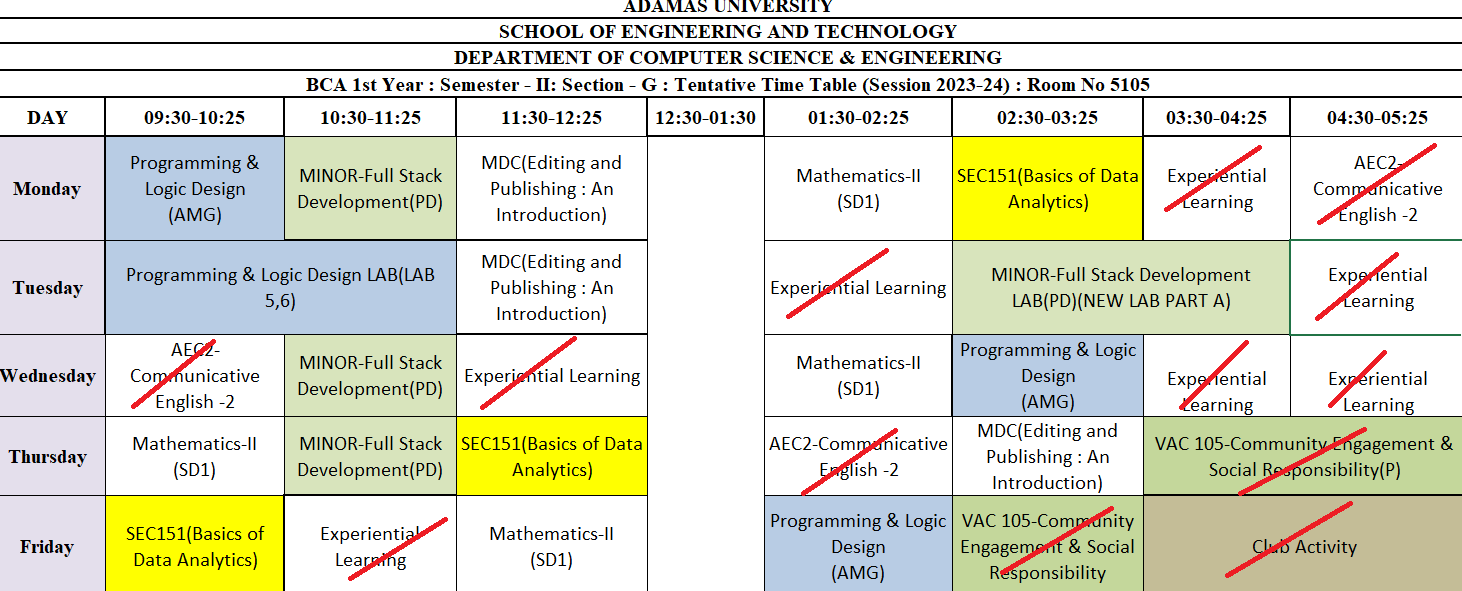 ADAMAS UNIVERSITY
SCHOOL OF ENGINEERING AND TECHNOLOGY
DEPARTMENT OF COMPUTER SCIENCE & ENGINEERING
BCA 1st Year : Semester - II: Section - G : Tentative Time Table (Session 2023-24) : Room No 5105
DAY 09:30-10:25 10:30-11:25 11:30-12:25 12:30-01:30 01:30-02:25 02:30-03:25 03:30-04:25 04:30-05:25
Monday
Programming &
Logic Design
(AMG)
MINOR-Full Stack
Development(PD)
MDC(Editing and
Publishing : An
Introduction)
Mathematics-II
(SD1)
SEC151(Basics of Data
Analytics)
Experiential
Learning
AEC2-
Communicative
English -2
Tuesday
Programming & Logic Design LAB(LAB
5,6)
MDC(Editing and
Publishing : An
Introduction)
Experiential Learning
MINOR-Full Stack Development
LAB(PD)(NEW LAB PART A)
Experiential
Learning
Wednesday
AEC2-
Communicative
English -2
MINOR-Full Stack
Development(PD)
Experiential Learning
Mathematics-II
(SD1)
Programming & Logic
Design
(AMG)
Experiential
Learning
Experiential
Learning
Thursday
Mathematics-II
(SD1)
MINOR-Full Stack
Development(PD)
SEC151(Basics of Data
Analytics)
AEC2-Communicative
English -2
MDC(Editing and
Publishing : An
Introduction)
VAC 105-Community Engagement &
Social Responsibility(P)
Friday
SEC151(Basics of
Data Analytics)
Experiential
Learning
Mathematics-II
(SD1)
Programming & Logic
Design
(AMG)
VAC 105-Community
Engagement & Social
Responsibility
Club Activity